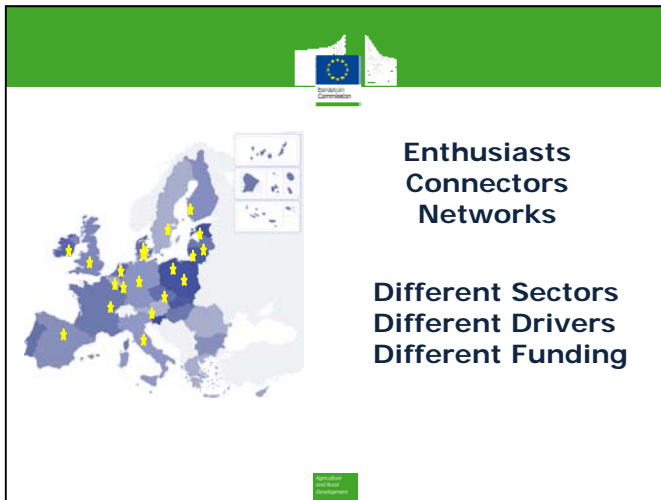 European
Commission
Enthusiasts
Connectors
Networks
Different Sectors
Different Drivers
Different Funding
Agriculture
and Rural
Development